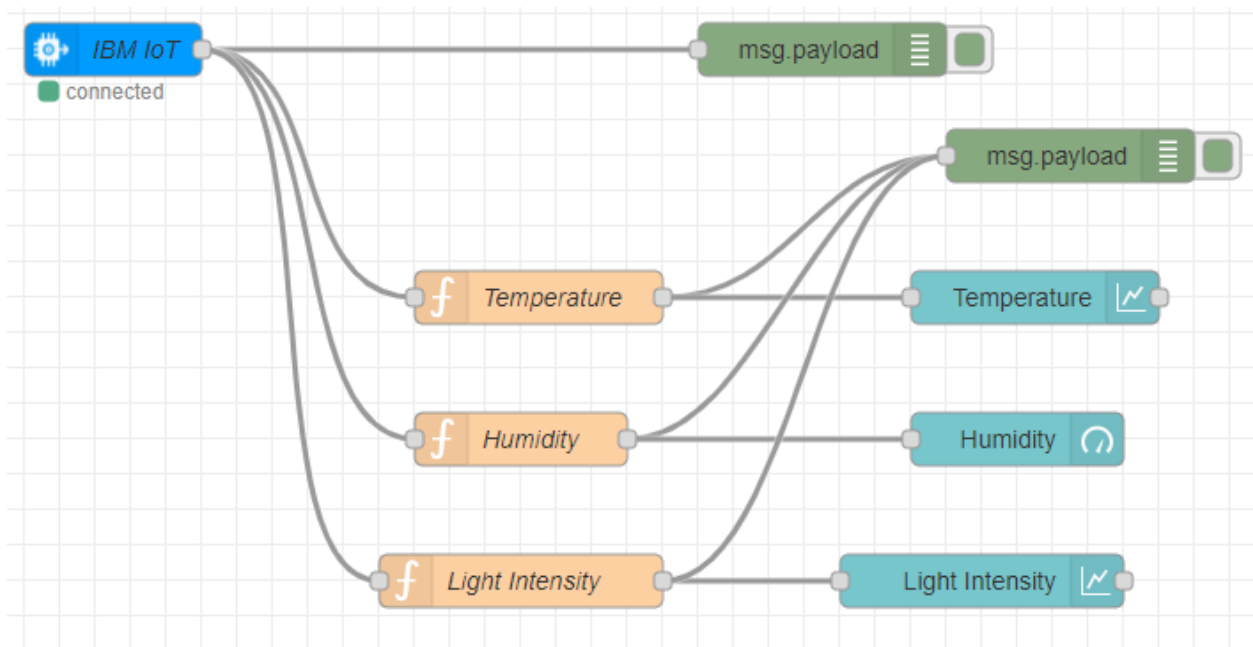 IBM IoT
msg.payload
connected
msg.payload
Temperature
Temperature
Humidity
Humidity
Light Intensity
Light Intensity